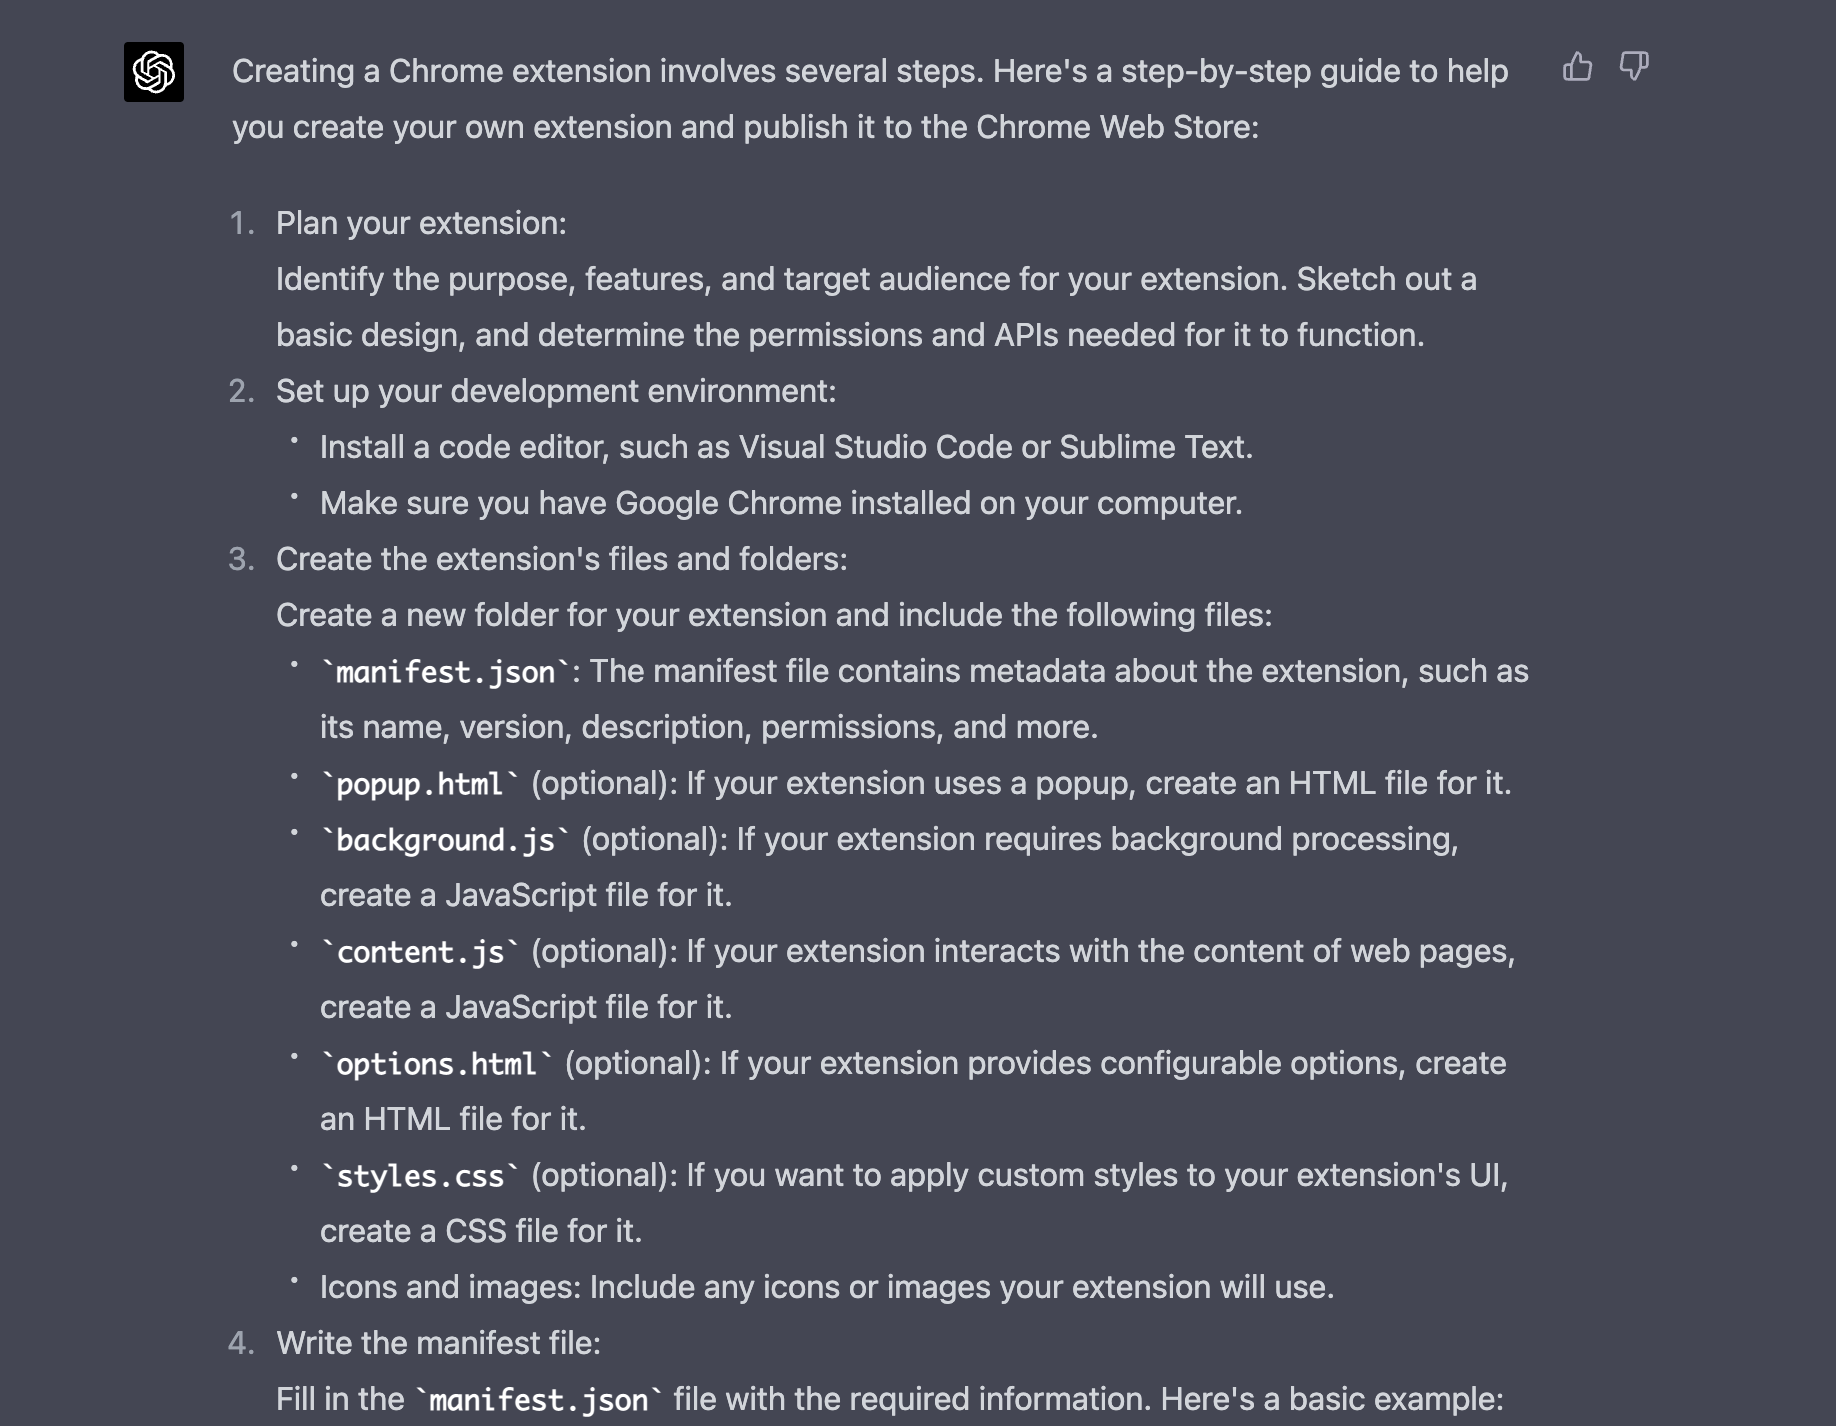 Creating a Chrome extension involves several steps. Here's a step-by-step guide to help
you create your own extension and publish it to the Chrome Web Store:
1. Plan your extension:
Identify the purpose, features, and target audience for your extension. Sketch out a
basic design, and determine the permissions and APIs needed for it to function.
2. Set up your development environment:
• Install a code editor, such as Visual Studio Code or Sublime Text.
• Make sure you have Google Chrome installed on your computer.
3. Create the extension's files and folders:
Create a new folder for your extension and include the following files:
• `manifest.json`: The manifest file contains metadata about the extension, such as
its name, version, description, permissions, and more.
• `popup.html` (optional): If your extension uses a popup, create an HTML file for it.
• `background.js` (optional): If your extension requires background processing,
create a JavaScript file for it.
• `content.js` (optional): If your extension interacts with the content of web pages,
create a JavaScript file for it.
• `options.html` (optional): If your extension provides configurable options, create
an HTML file for it.
• `styles.css` (optional): If you want to apply custom styles to your extension's UI,
create a CSS file for it.
• Icons and images: Include any icons or images your extension will use.
4. Write the manifest file:
Fill in the `manifest.json` file with the required information. Here's a basic example: